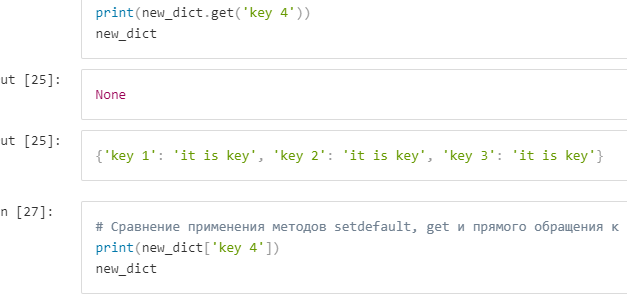 print(new_dict.get('key 4'))
new_dict
ut [25]:
None
ut [25]:
{'key 1': 'it is key', 'key 2': 'it is key', 'key 3': 'it is key'}
n [27]:
# Сравнение применения методов setdefault, get и прямого обращения к
print(new_dict['key 4'])
new_dict